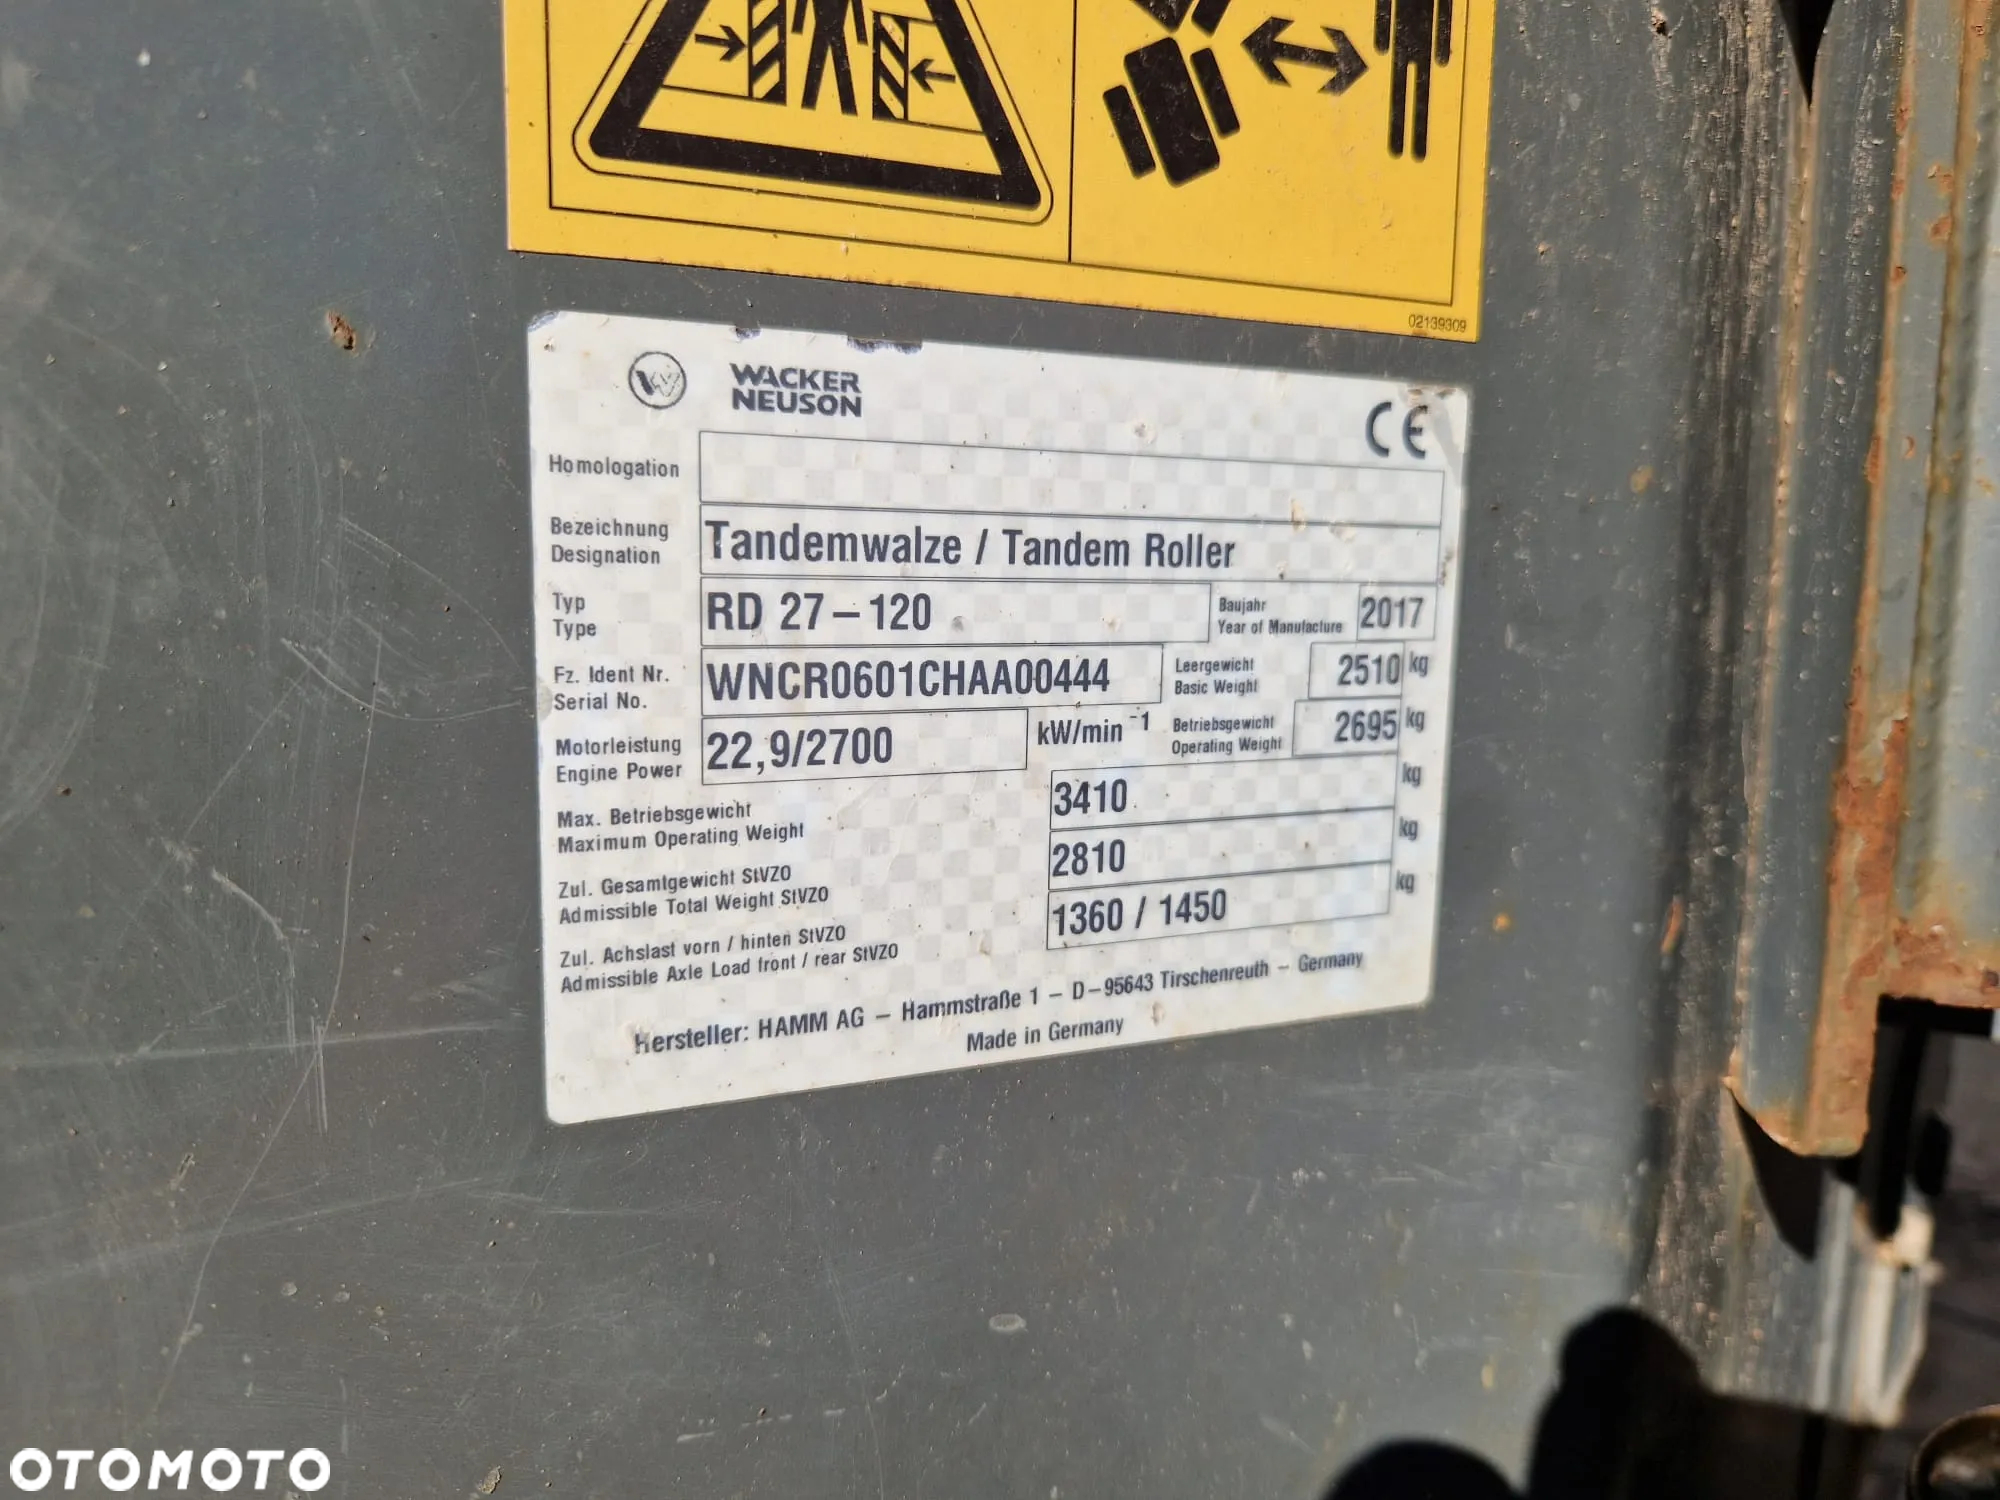 02139309
WACKER
NEUSON
CE
Homologation
Bezeichnung
Designation
Tandemwalze / Tandem Roller
Typ
Type
RD 27–120
Baujahr
Year of Manufacture
2017
Fz. Ident Nr.
Serial No.
WNCR0601CHAA00444
Leergewicht
Basic Weight
2510 kg
Motorleistung
Engine Power
22,9/2700 kW/min⁻¹
Betriebsgewicht
Operating Weight
2695 kg
Max. Betriebsgewicht
Maximum Operating Weight
3410 kg
Zul. Gesamtgewicht StVZO
Admissible Total Weight StVZO
2810 kg
Zul. Achslast vorn / hinten StVZO
Admissible Axle Load front / rear StVZO
1360 / 1450 kg
Hersteller: HAMM AG – Hammstraße 1 – D–95643 Tirschenreuth – Germany
Made in Germany
OTOMOTO